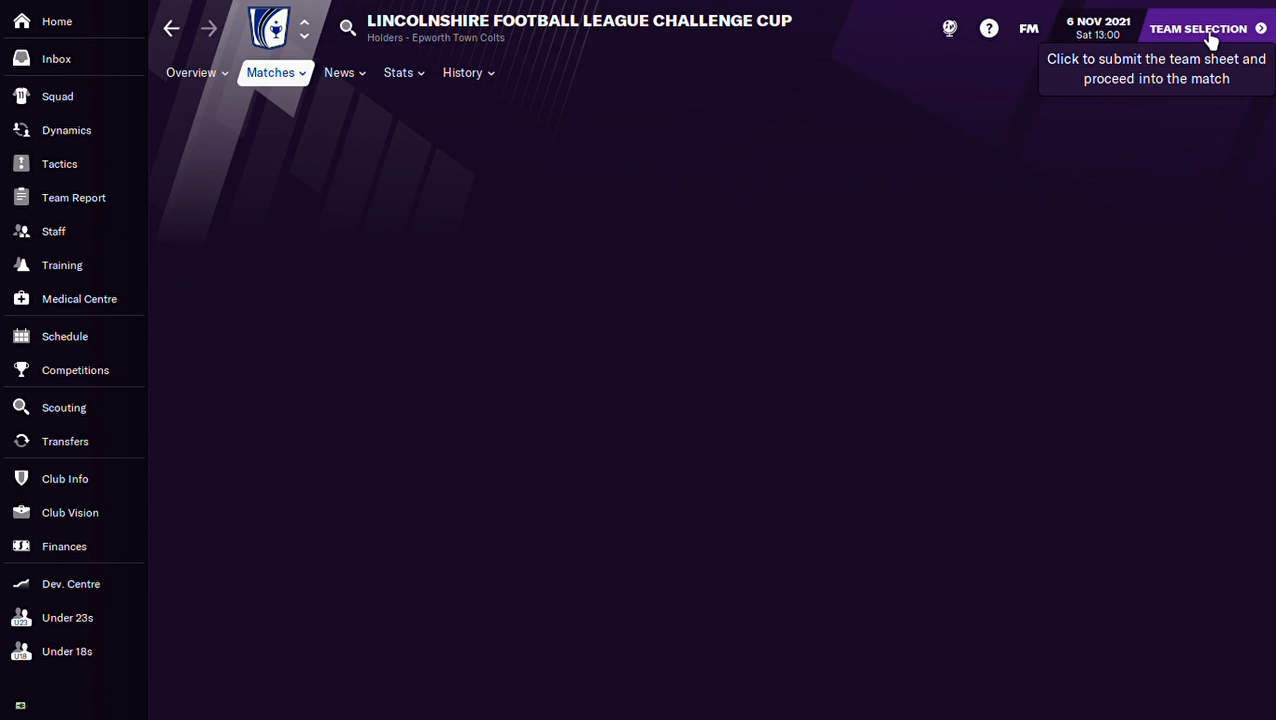 Home
Inbox
Squad
Dynamics
Tactics
Team Report
Staff
Training
Medical Centre
Schedule
Competitions
Scouting
Transfers
Club Info
Club Vision
Finances
Dev. Centre
U23 Under 23s
U18 Under 18s
LINCOLNSHIRE FOOTBALL LEAGUE CHALLENGE CUP
Holders - Epworth Town Colts
Overview Matches News Stats History
FM
6 NOV 2021
Sat 13:00
TEAM SELECTION
Click to submit the team sheet and
proceed into the match